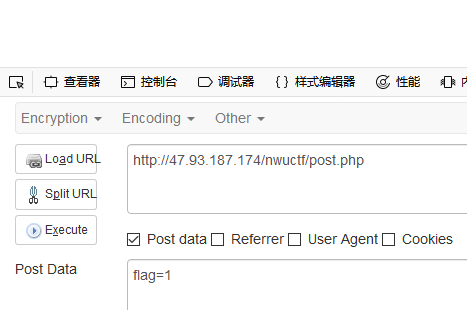 查看器 控制台 调试器 { } 样式编辑器 性能
Encryption Encoding Other
Load URL http://47.93.187.174/nwuctf/post.php
Split URL
Execute
Post data Referrer User Agent Cookies
Post Data flag=1